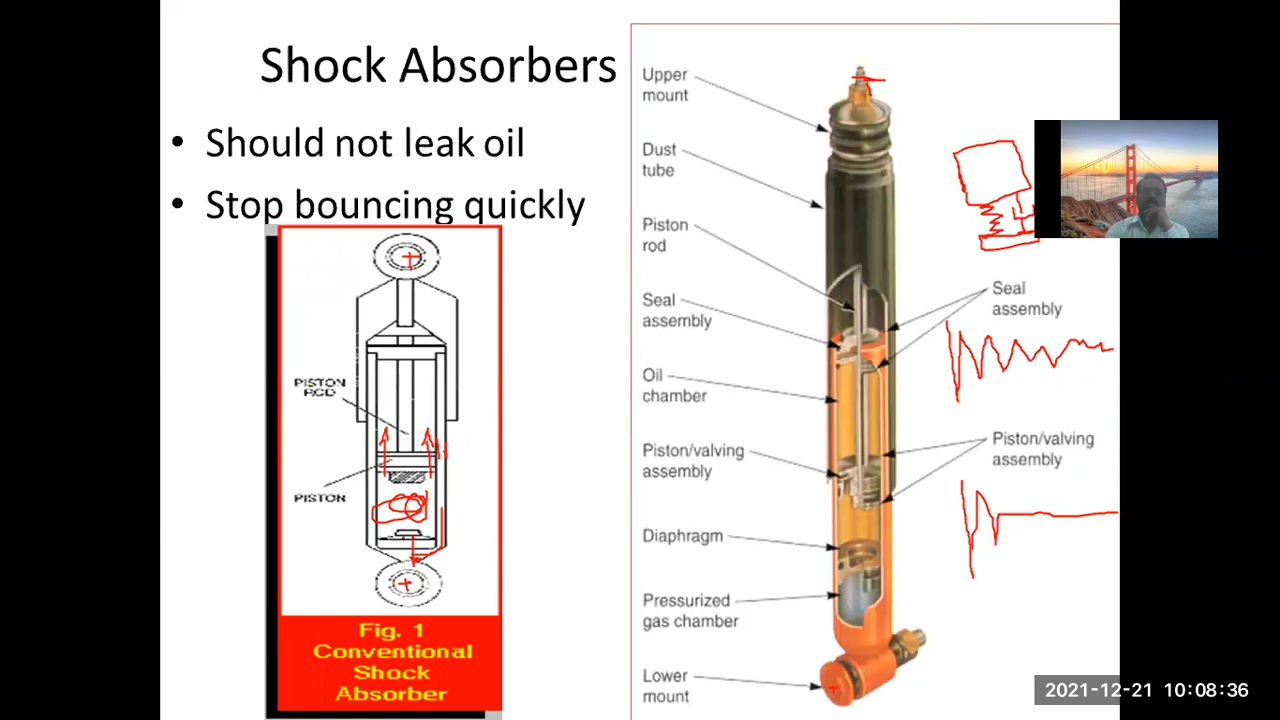 Shock Absorbers
• Should not leak oil
• Stop bouncing quickly
PISTON
ROD
PISTON
Fig. 1
Conventional
Shock
Absorber
Upper
mount
Dust
tube
Piston
rod
Seal
assembly
Oil
chamber
Piston/valving
assembly
Diaphragm
Pressurized
gas chamber
Lower
mount
Seal
assembly
Piston/valving
assembly
2021-12-21 10:08:36